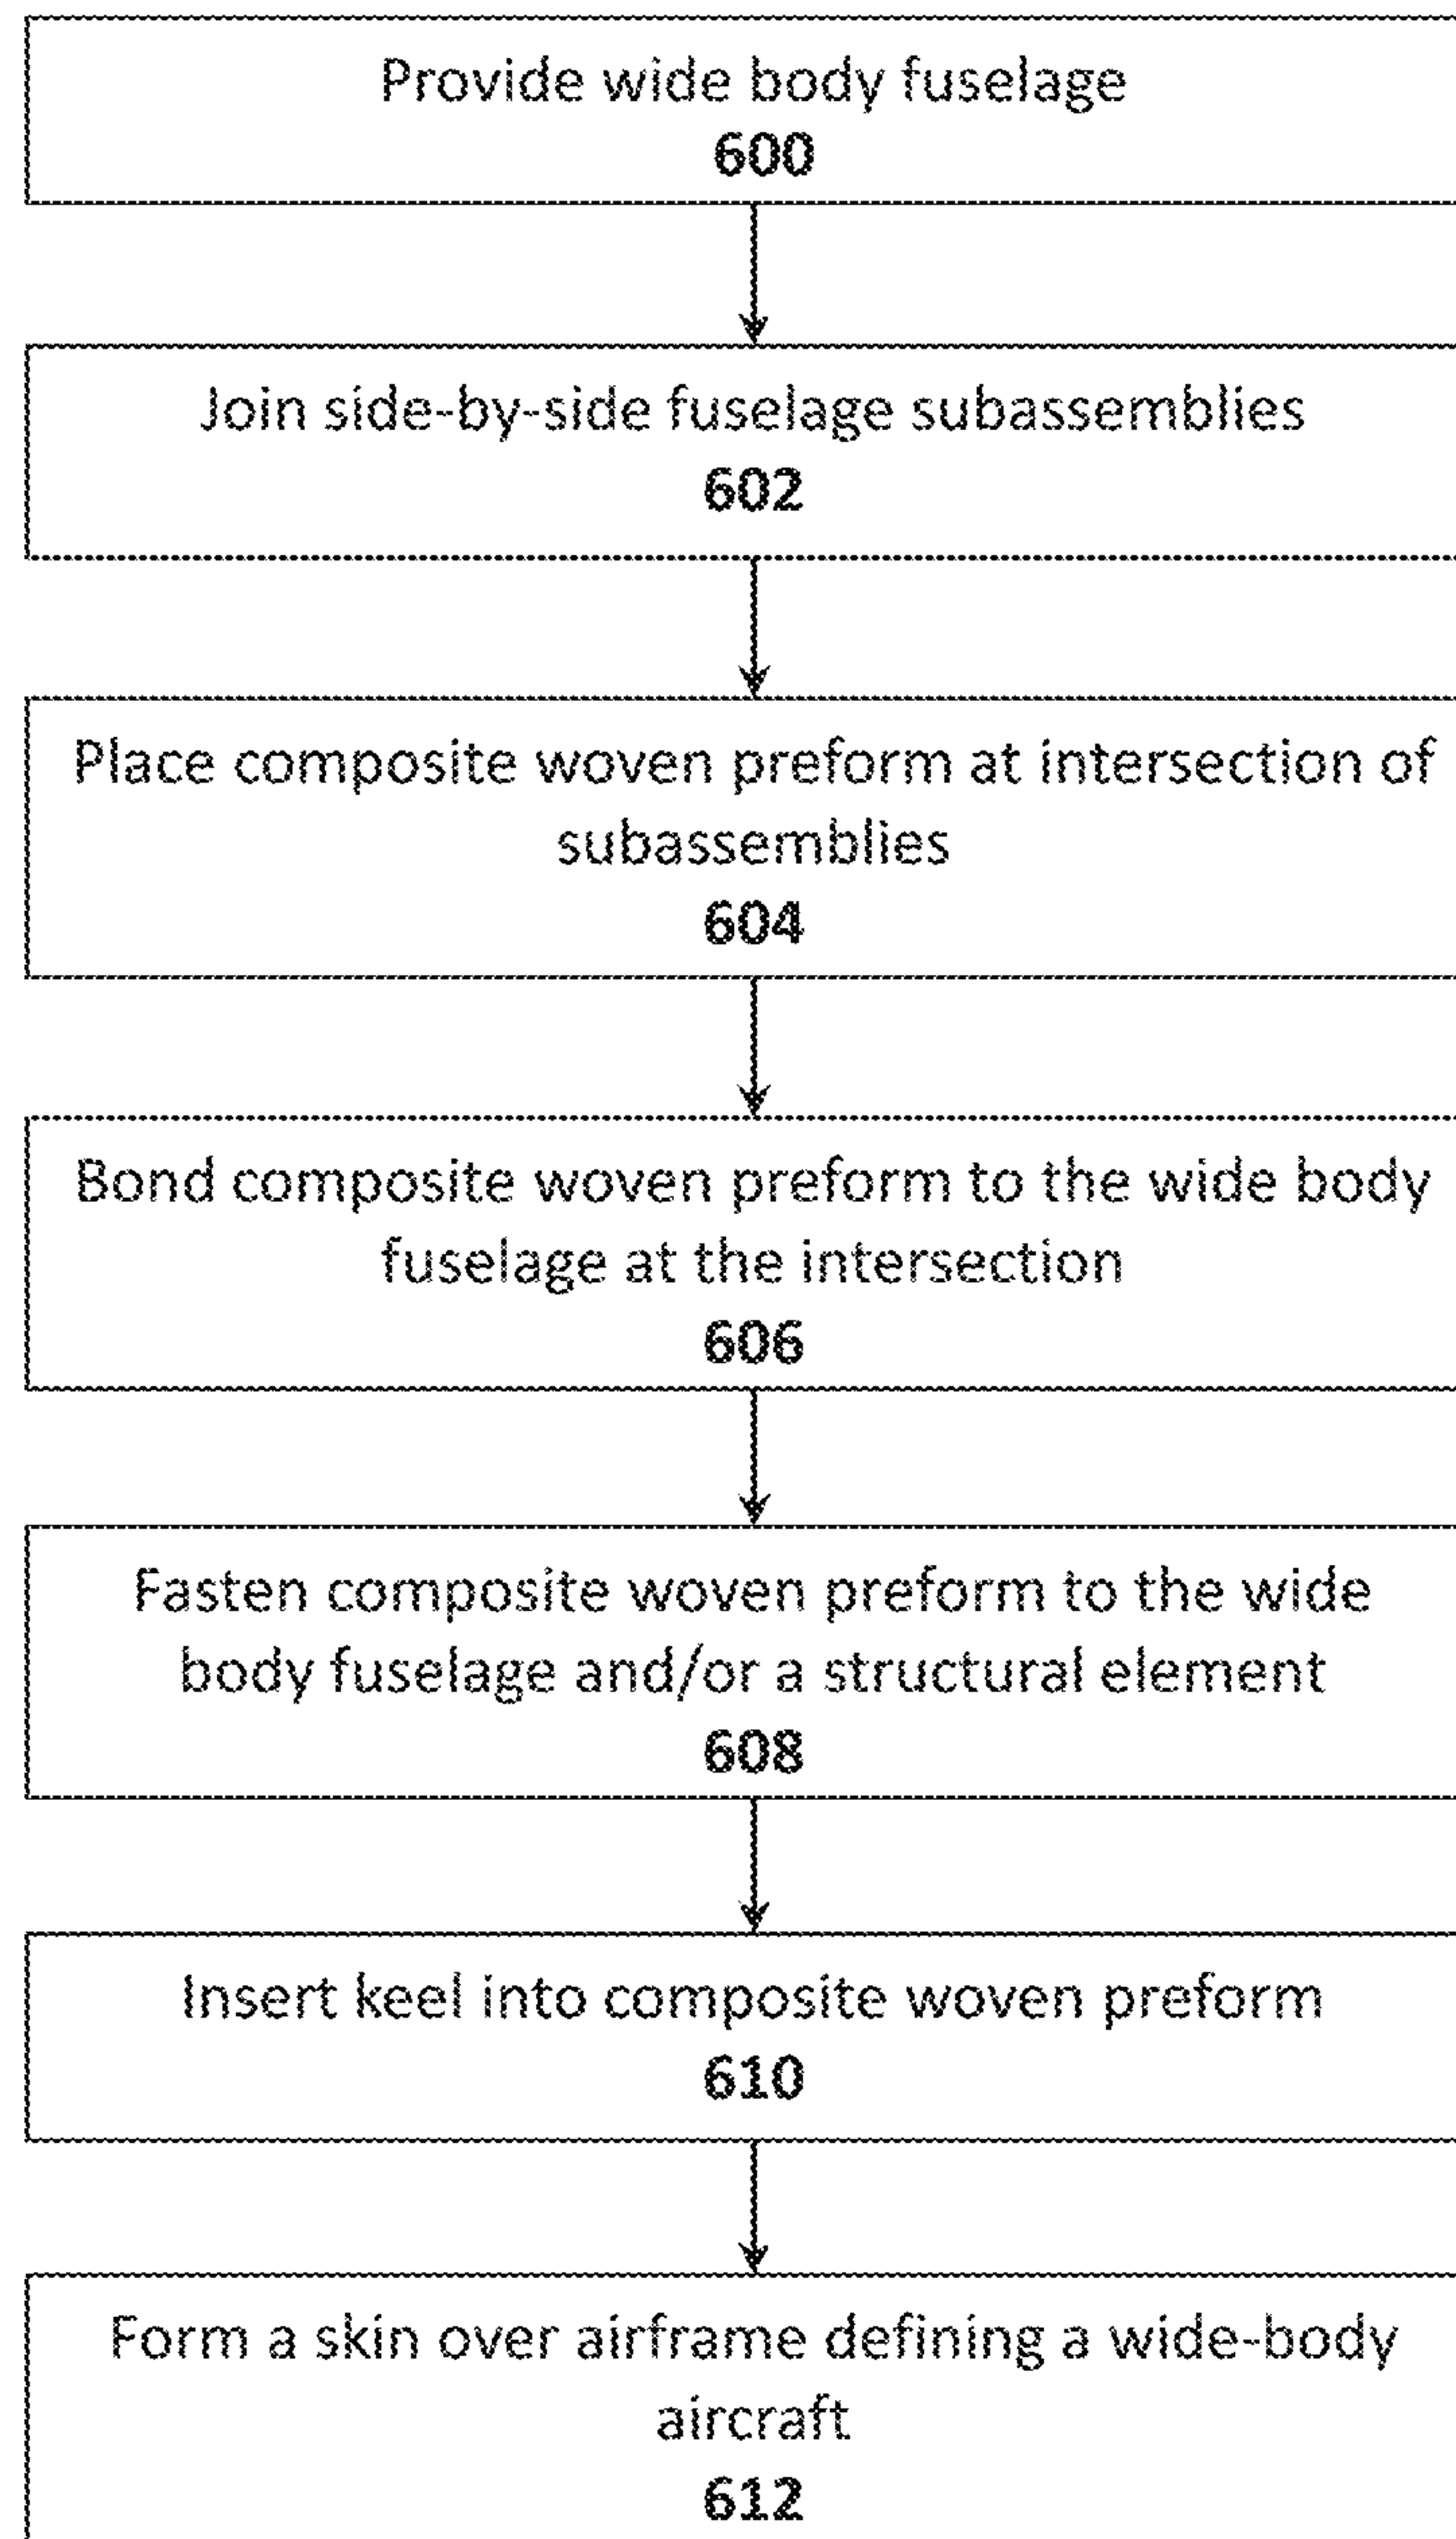 Provide wide body fuselage
600
Join side-by-side fuselage subassemblies
602
Place composite woven preform at intersection of
subassemblies
604
Bond composite woven preform to the wide body
fuselage at the intersection
606
Fasten composite woven preform to the wide
body fuselage and/or a structural element
608
Insert keel into composite woven preform
610
Form a skin over airframe defining a wide-body
aircraft
612